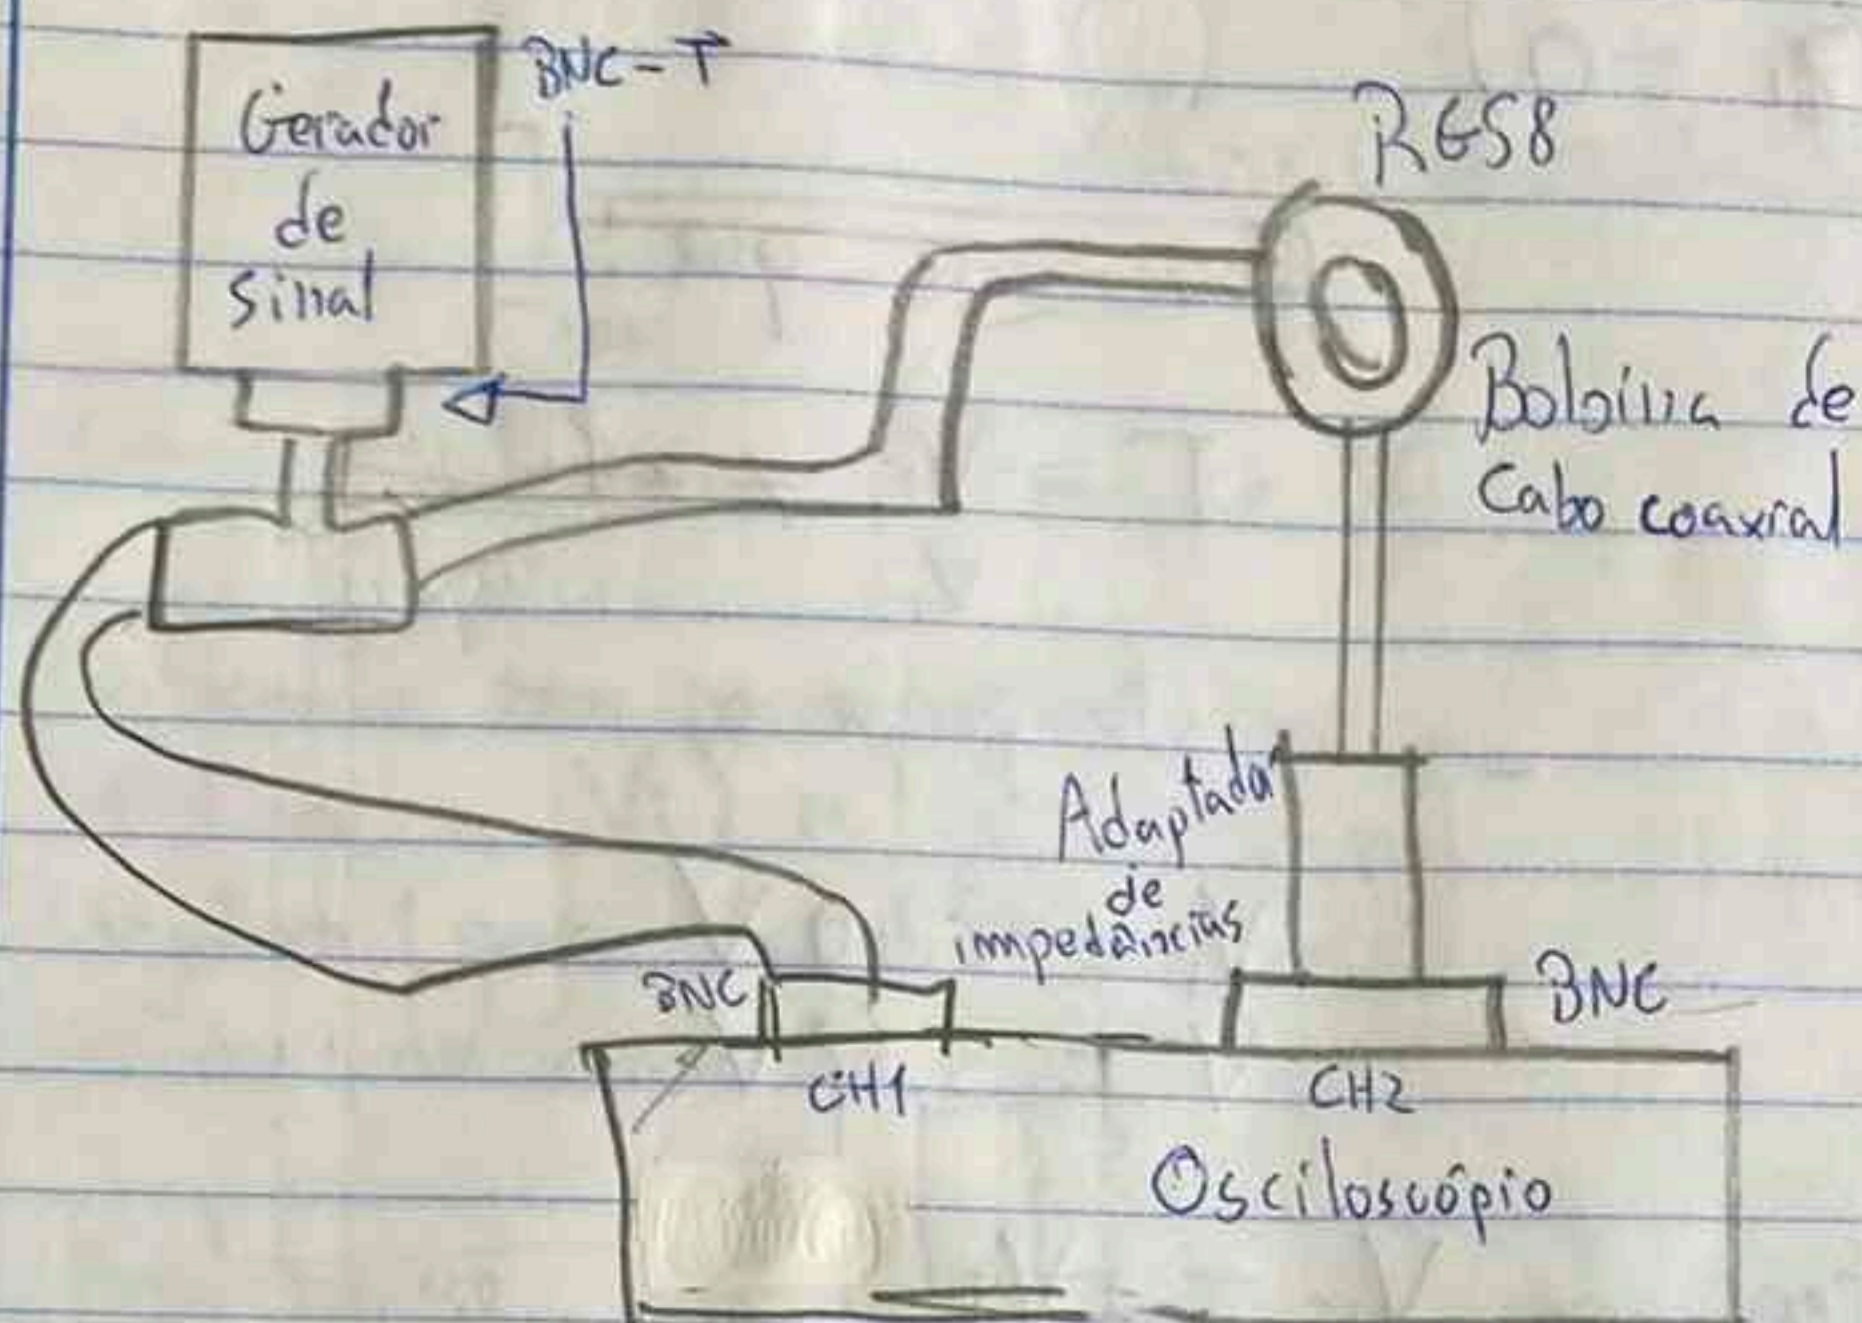 Gerador
de
sinal
BNC-T
RG58
Bobina de
Cabo coaxial
Adaptador
de
impedâncias
BNC
BNC
CH1
CH2
Osciloscópio